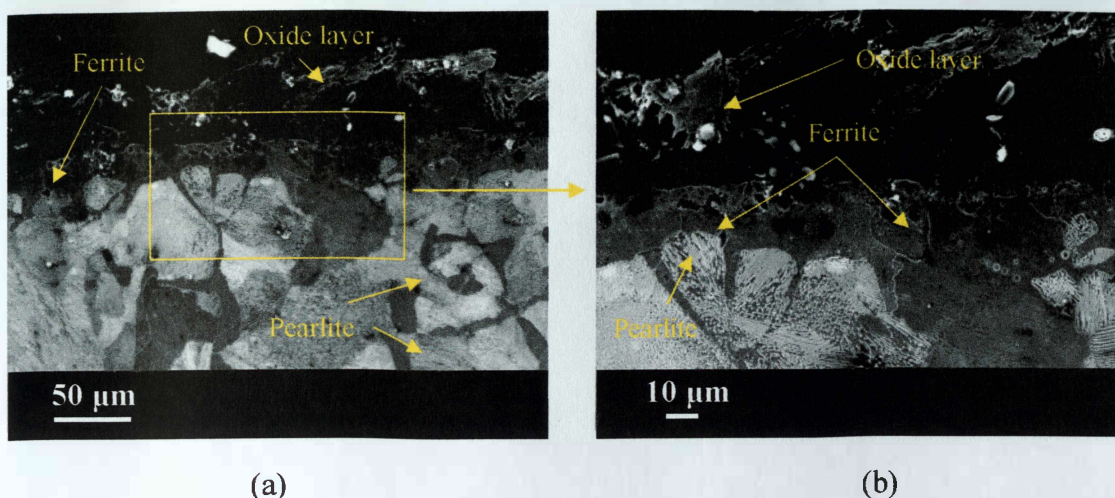 Oxide layer
Ferrite
Pearlite
50 µm
(a)
Oxide layer
Ferrite
Pearlite
10 µm
(b)